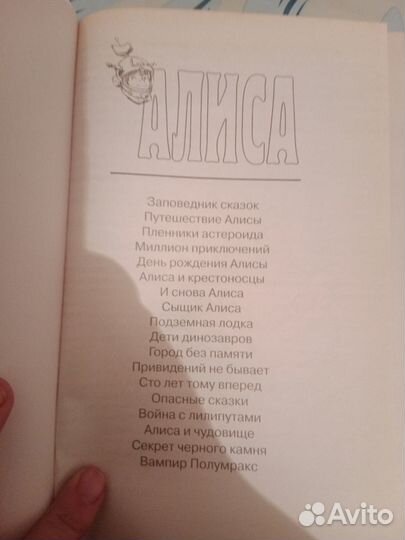 АЛИСА
Заповедник сказок
Путешествие Алисы
Пленники астероида
Миллион приключений
День рождения Алисы
Алиса и крестоносцы
И снова Алиса
Сыщик Алиса
Подземная лодка
Дети динозавров
Город без памяти
Привидений не бывает
Сто лет тому вперед
Опасные сказки
Война с лилипутами
Алиса и чудовище
Секрет черного камня
Вампир Полумракс
Avito